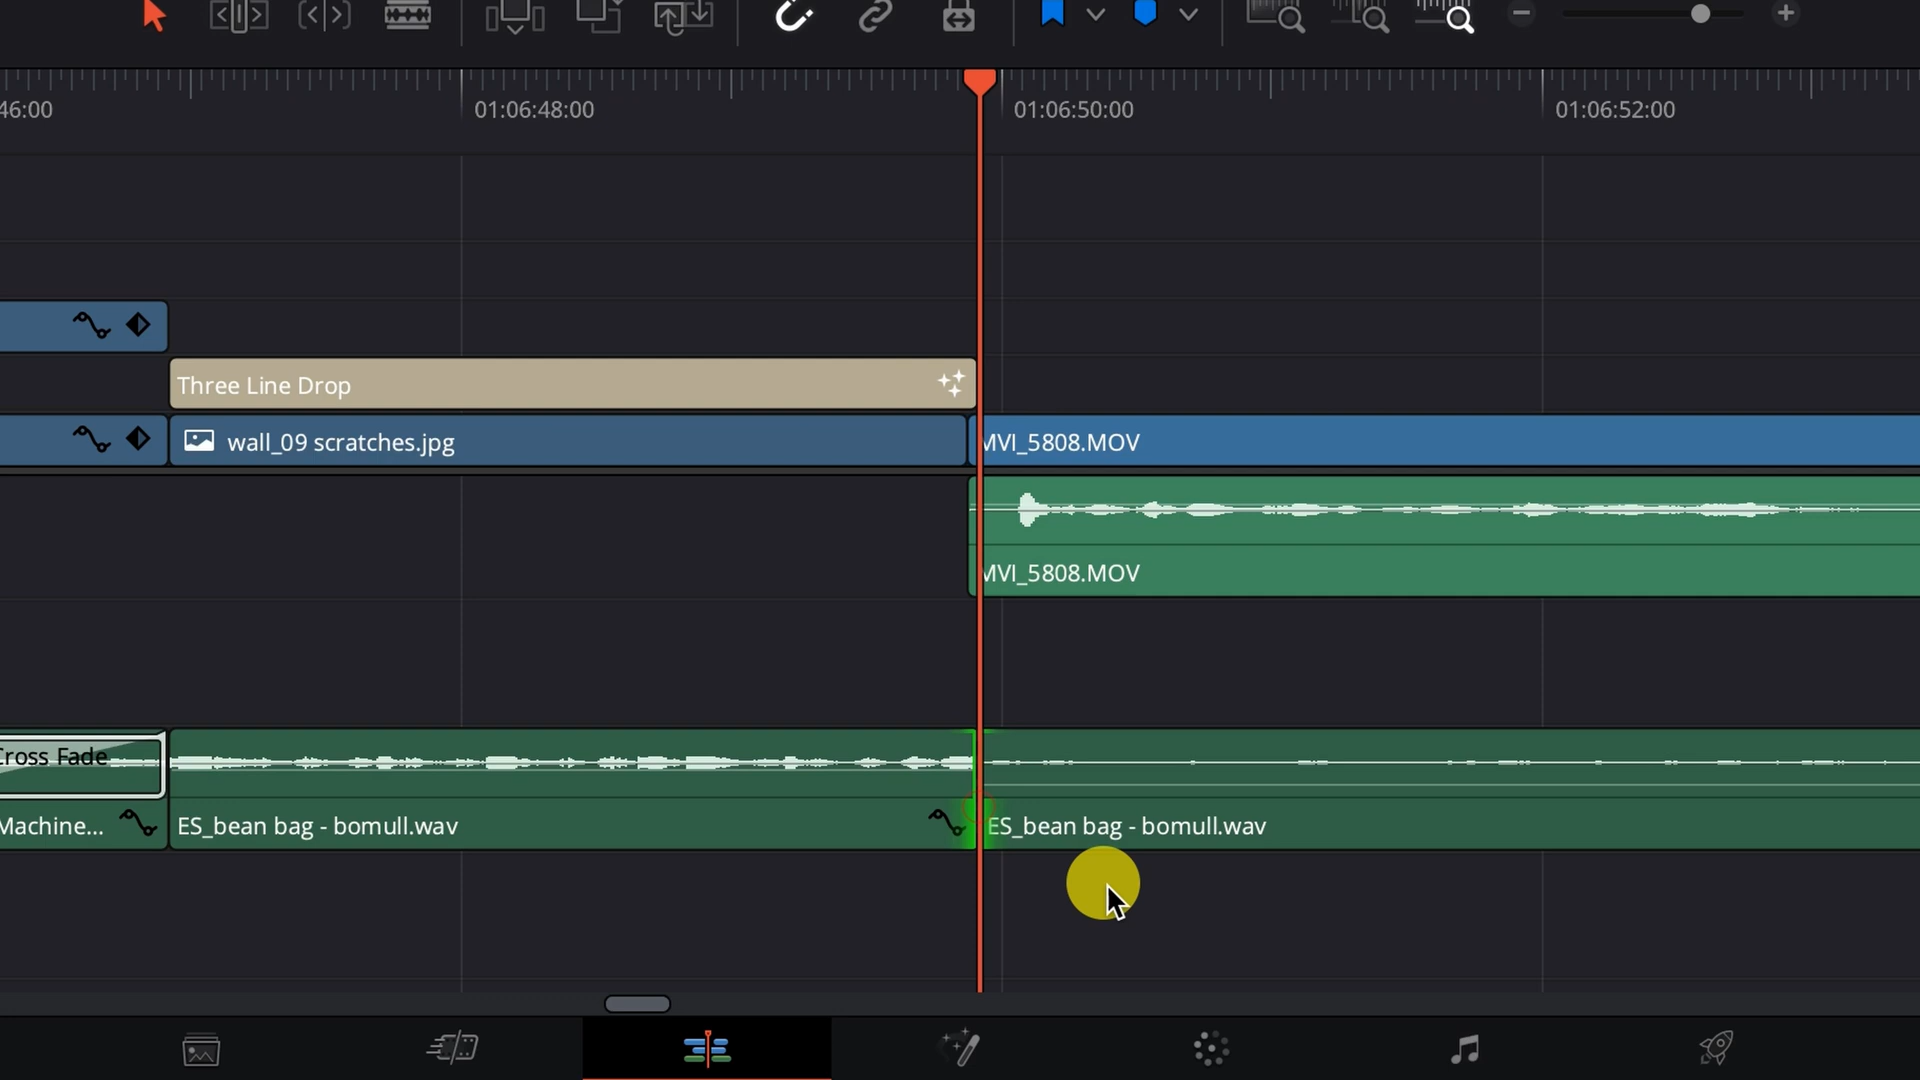 46:00
01:06:48:00
01:06:50:00
01:06:52:00
Three Line Drop
wall_09 scratches.jpg
MVI_5808.MOV
MVI_5808.MOV
Cross Fade
Machine...
ES_bean bag - bomull.wav
ES_bean bag - bomull.wav